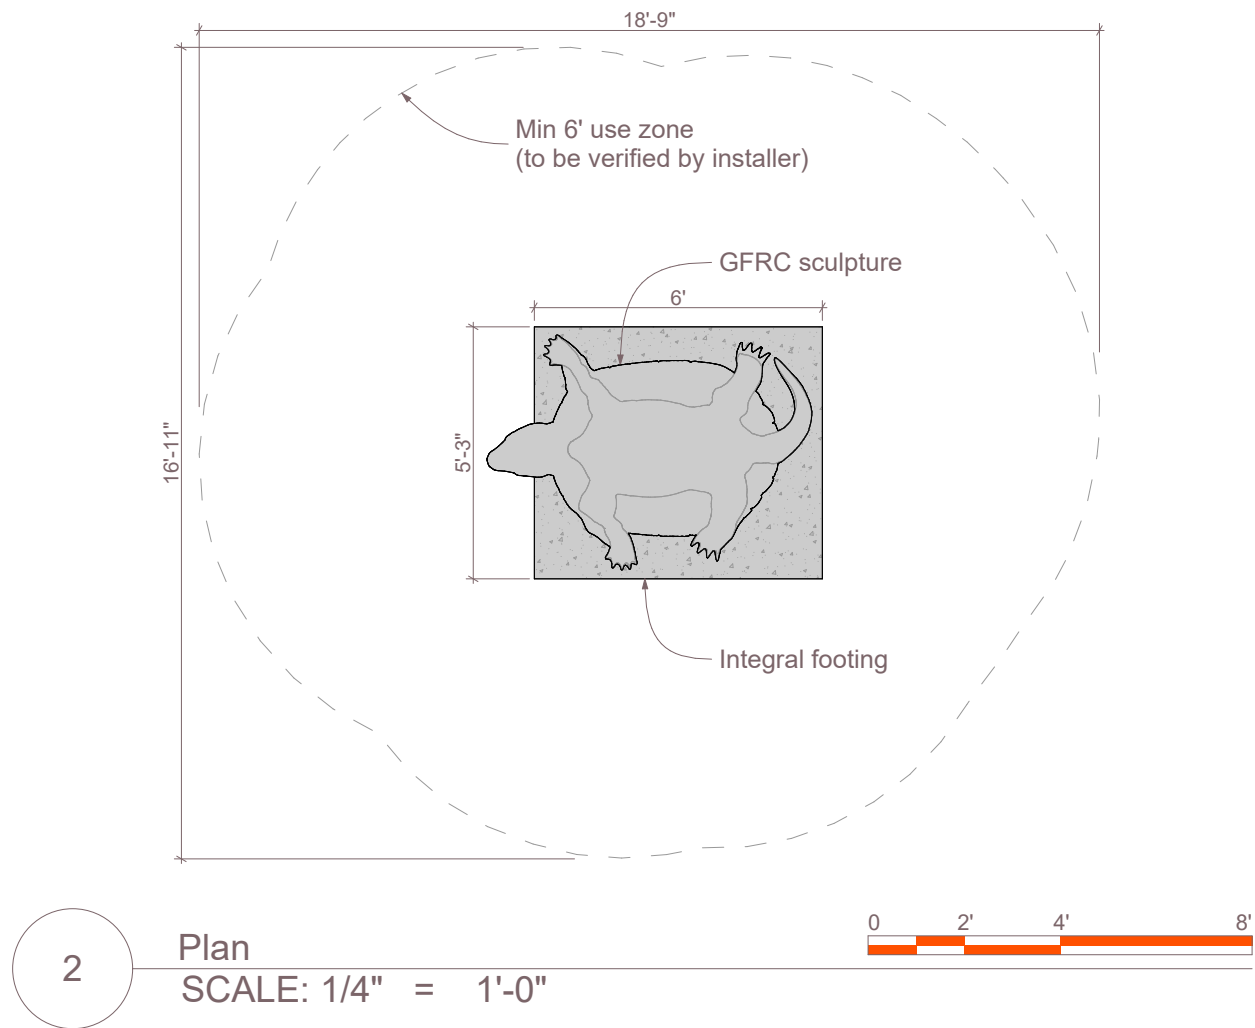 18'-9"
Min 6' use zone
(to be verified by installer)
GFRC sculpture
6'
16'-11"
5'-3"
Integral footing
0 2' 4' 8'
2
Plan
SCALE: 1/4" = 1'-0"